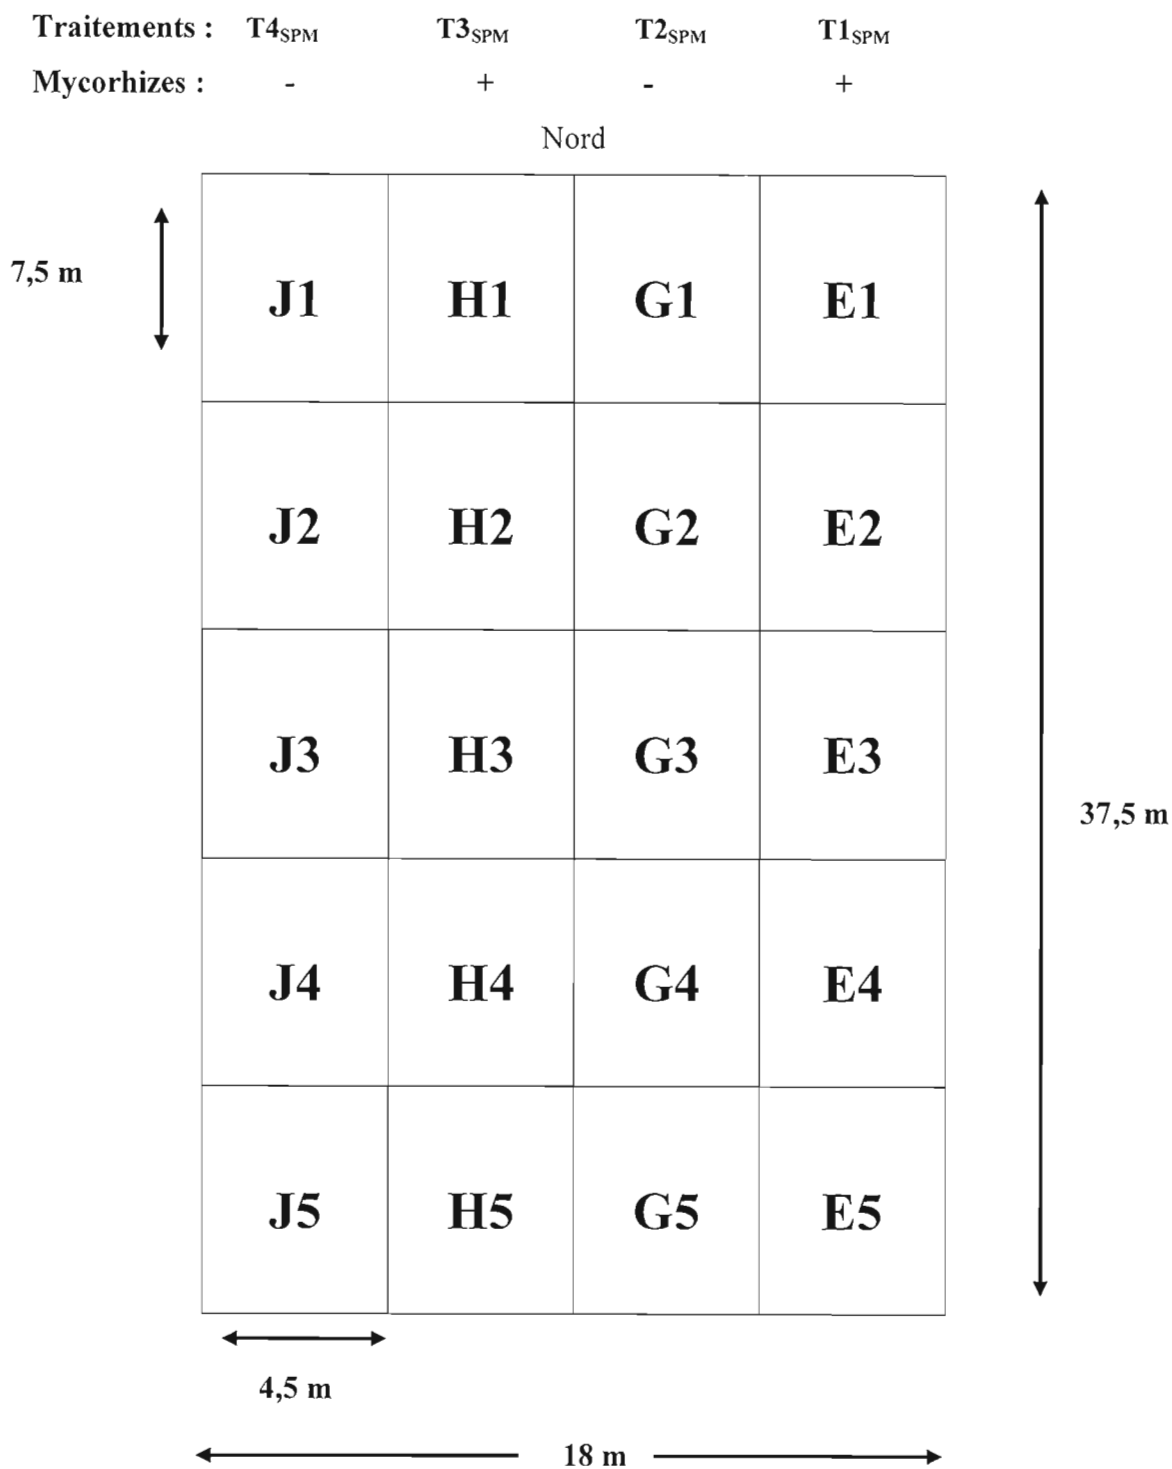 Traitements : T4SPM T3SPM T2SPM T1SPM
Mycorhizes : - + - +
Nord
7,5 m
J1 H1 G1 E1
J2 H2 G2 E2
J3 H3 G3 E3
37,5 m
J4 H4 G4 E4
J5 H5 G5 E5
4,5 m
18 m